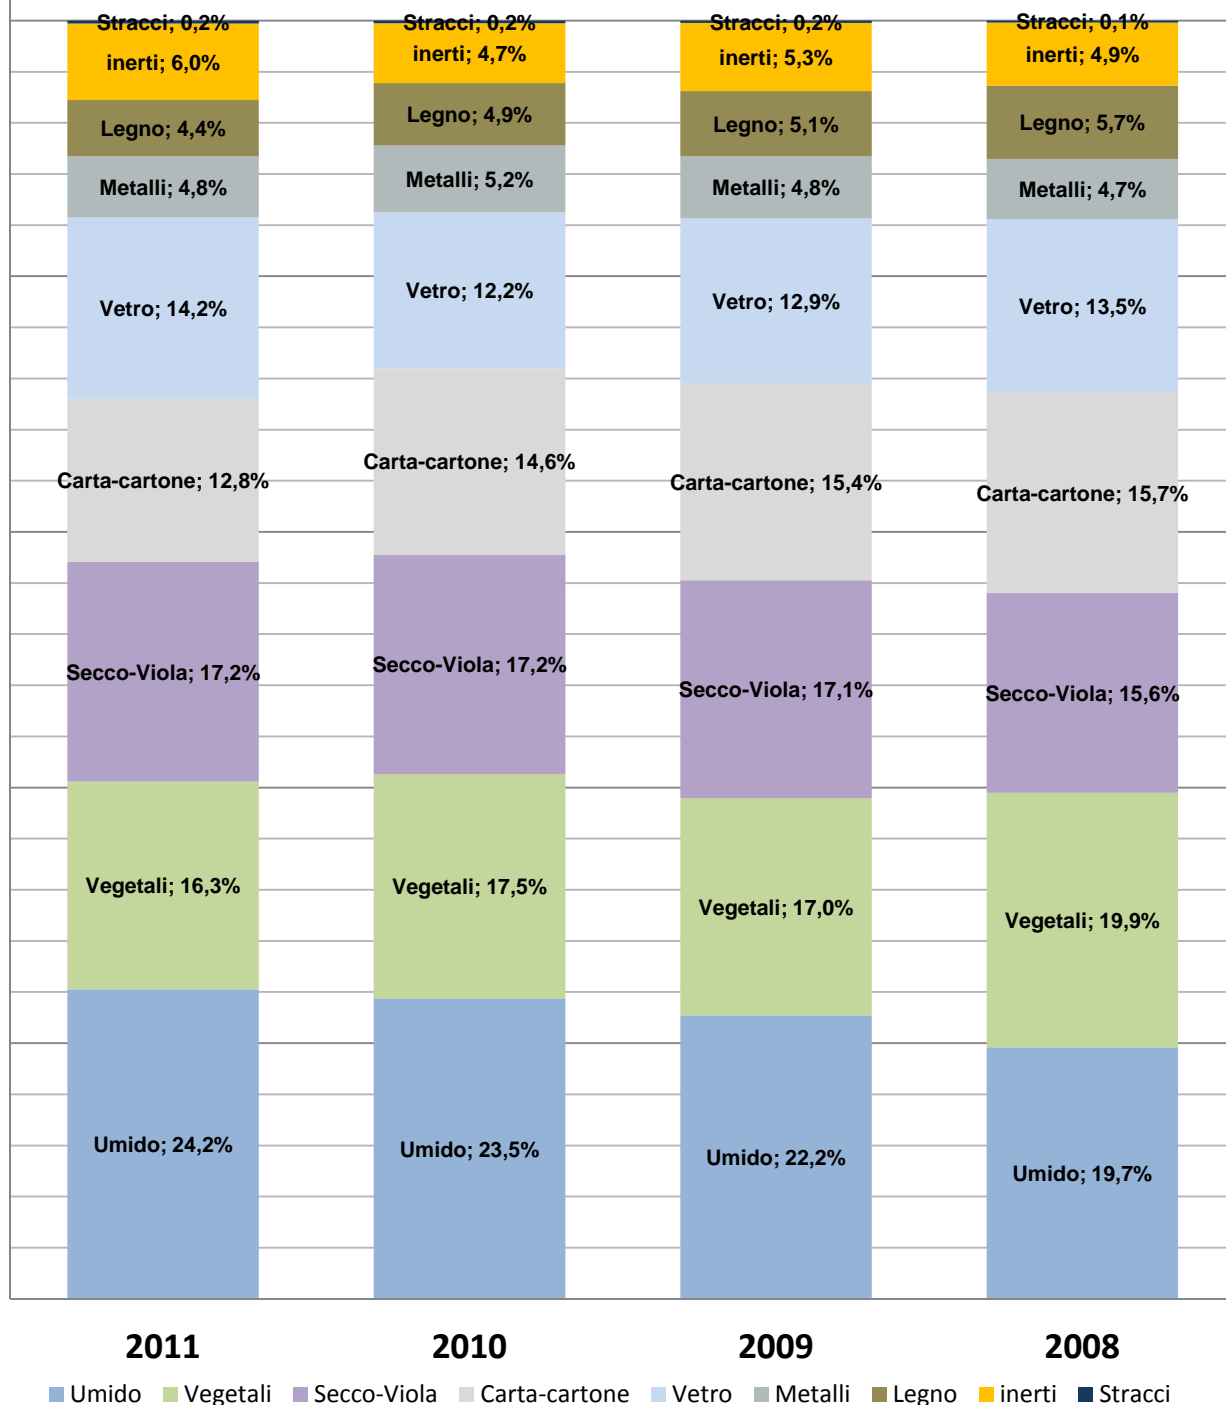 Stracci; 0,2% Stracci; 0,2% Stracci; 0,2% Stracci; 0,1%
inerti; 6,0% inerti; 4,7% inerti; 5,3% inerti; 4,9%
Legno; 4,4% Legno; 4,9% Legno; 5,1% Legno; 5,7%
Metalli; 4,8% Metalli; 5,2% Metalli; 4,8% Metalli; 4,7%
Vetro; 14,2% Vetro; 12,2% Vetro; 12,9% Vetro; 13,5%
Carta-cartone; 12,8% Carta-cartone; 14,6% Carta-cartone; 15,4% Carta-cartone; 15,7%
Secco-Viola; 17,2% Secco-Viola; 17,2% Secco-Viola; 17,1% Secco-Viola; 15,6%
Vegetali; 16,3% Vegetali; 17,5% Vegetali; 17,0% Vegetali; 19,9%
Umido; 24,2% Umido; 23,5% Umido; 22,2% Umido; 19,7%
2011 2010 2009 2008
Umido Vegetali Secco-Viola Carta-cartone Vetro Metalli Legno inerti Stracci